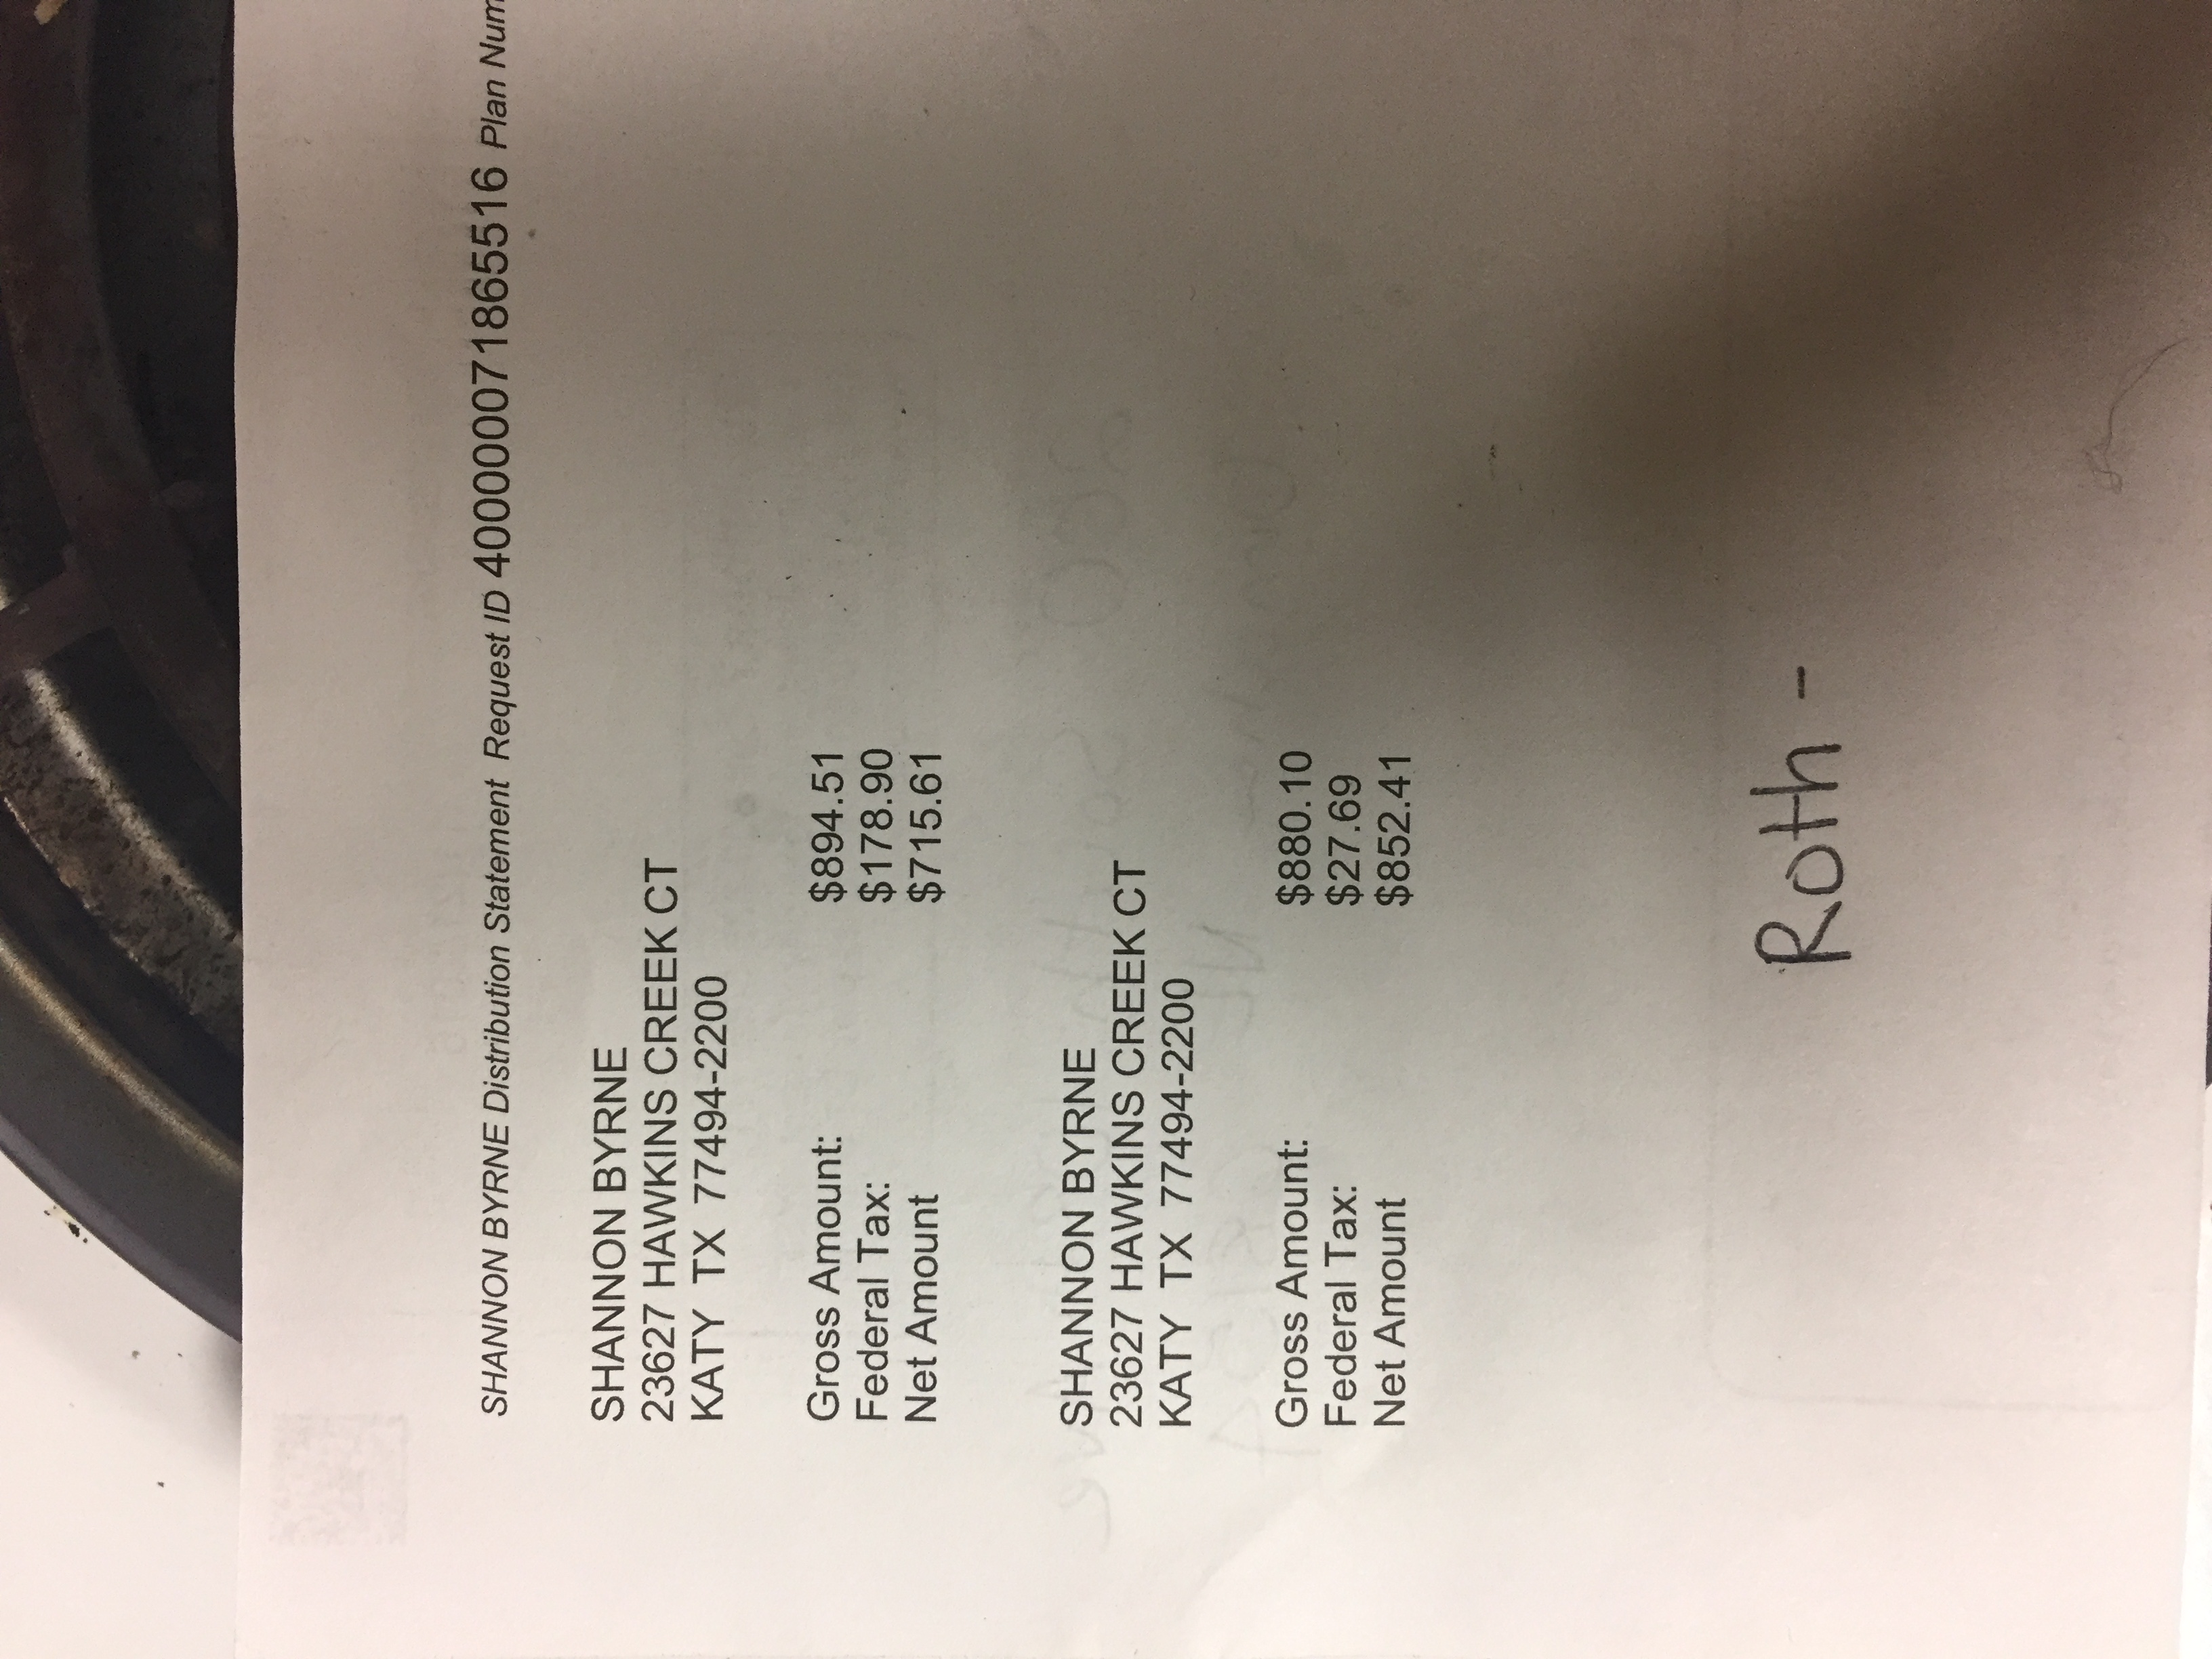 SHANNON BYRNE Distribution Statement Request ID 400000071865516 Plan Num
SHANNON BYRNE
23627 HAWKINS CREEK CT
KATY TX 77494-2200
Gross Amount: $894.51
Federal Tax: $178.90
Net Amount $715.61
SHANNON BYRNE
23627 HAWKINS CREEK CT
KATY TX 77494-2200
Gross Amount: $880.10
Federal Tax: $27.69
Net Amount $852.41
Roth -